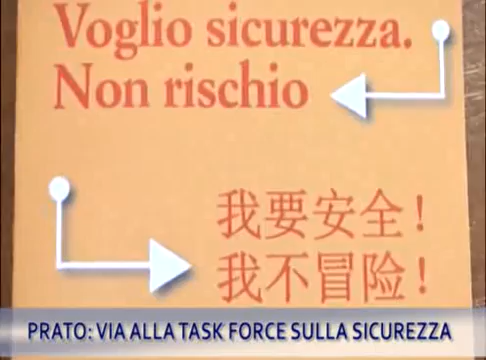 Voglio sicurezza.
Non rischio
我要安全！
我不冒险！
PRATO: VIA ALLA TASK FORCE SULLA SICUREZZA